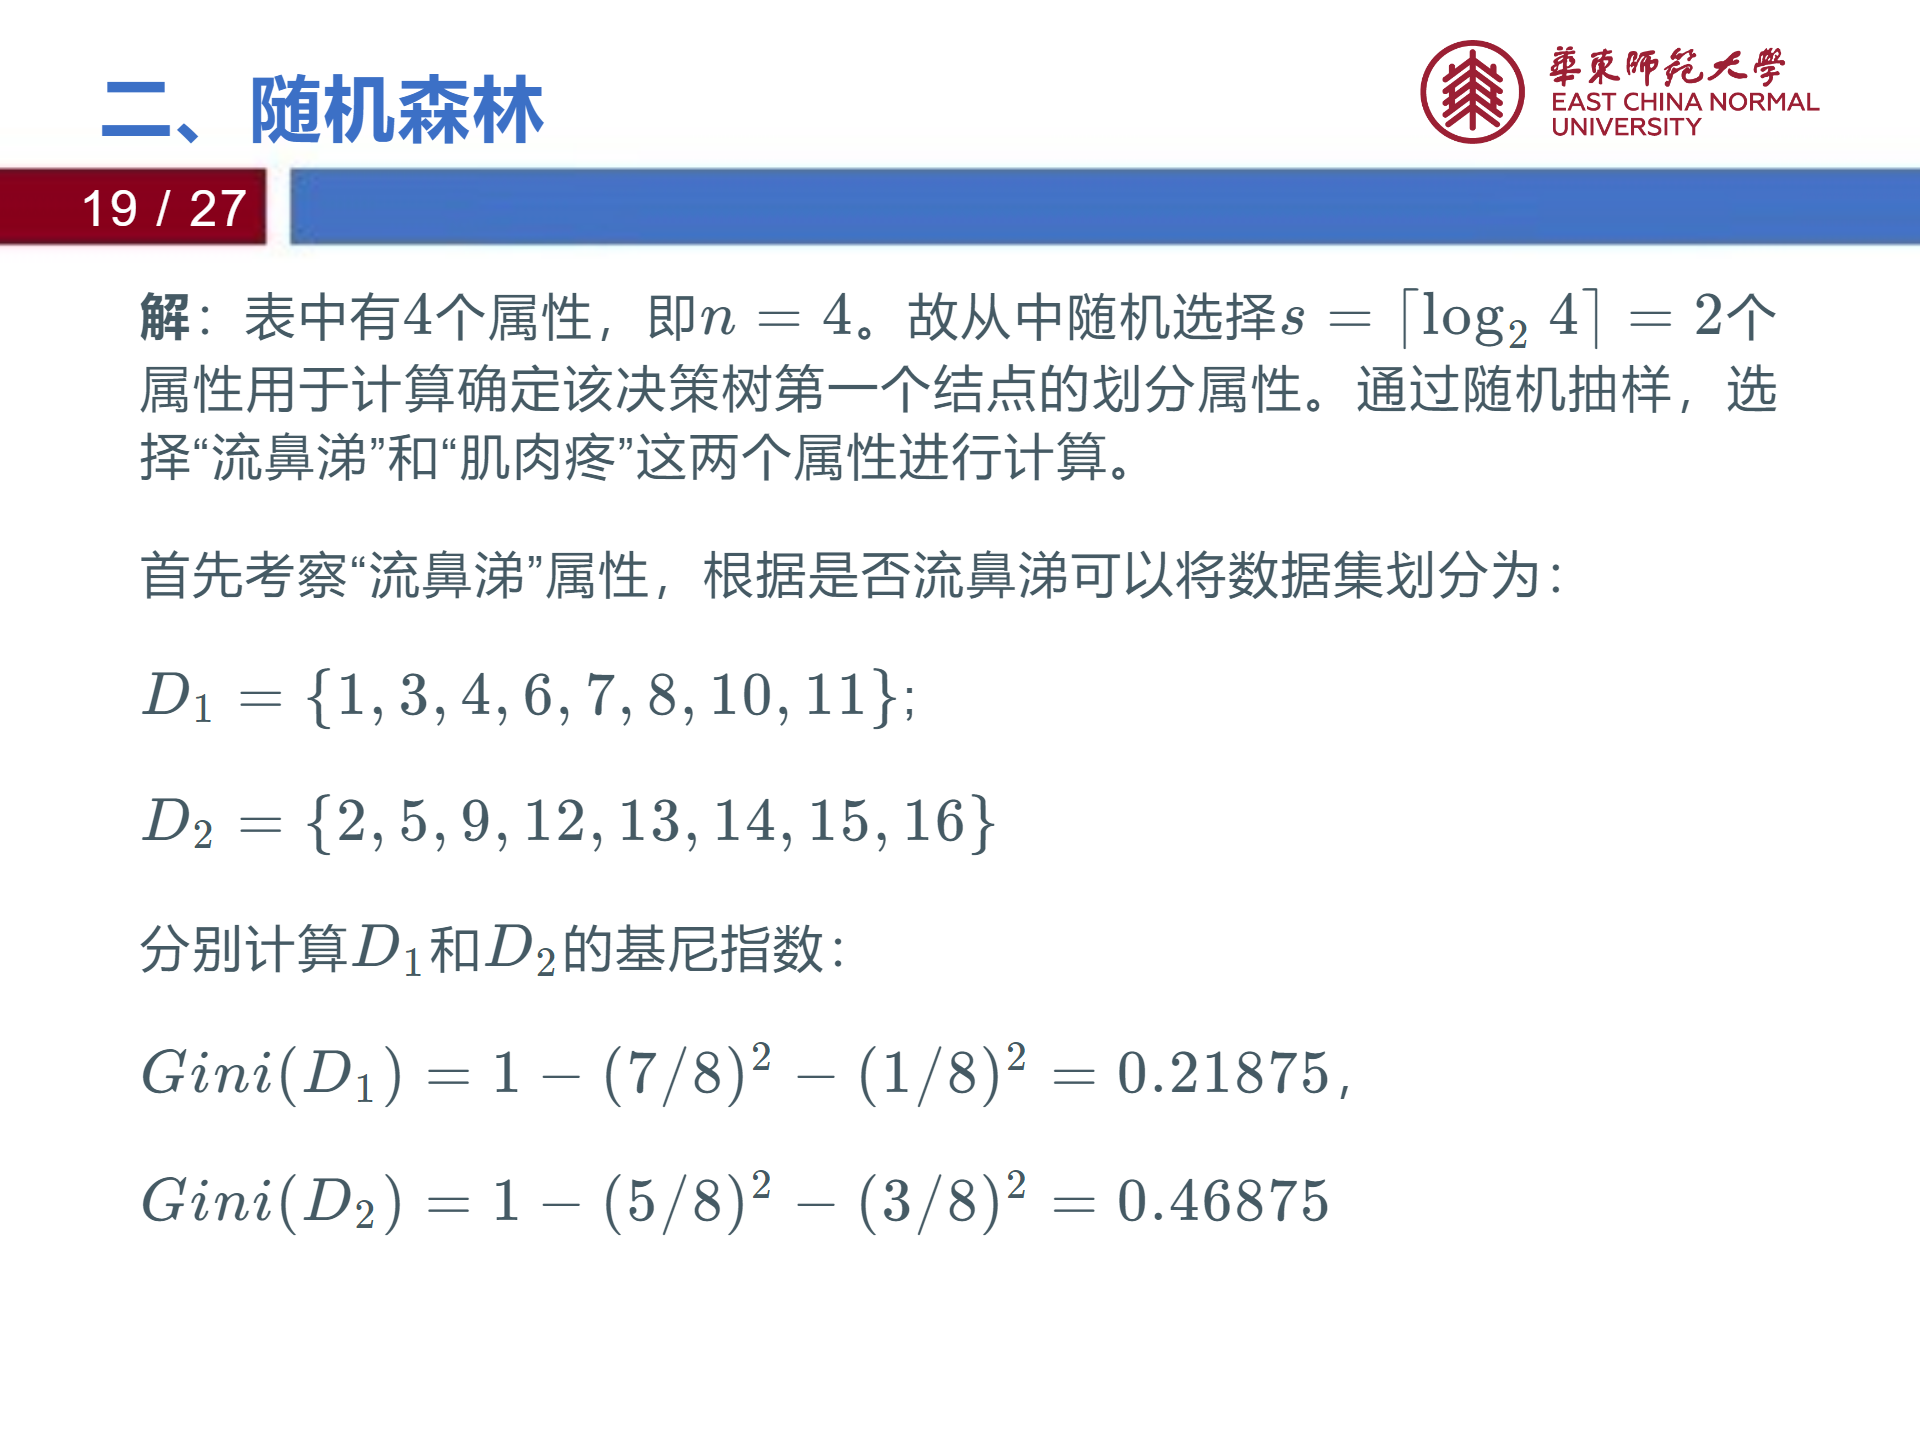 二、随机森林
華東師範大學
EAST CHINA NORMAL
UNIVERSITY
19 / 27
解：表中有4个属性，即n = 4。故从中随机选择s = ⌈log₂ 4⌉ = 2个
属性用于计算确定该决策树第一个结点的划分属性。通过随机抽样，选
择“流鼻涕”和“肌肉疼”这两个属性进行计算。
首先考察“流鼻涕”属性，根据是否流鼻涕可以将数据集划分为：
D₁ = {1, 3, 4, 6, 7, 8, 10, 11};
D₂ = {2, 5, 9, 12, 13, 14, 15, 16}
分别计算D₁和D₂的基尼指数：
Gini(D₁) = 1 − (7/8)² − (1/8)² = 0.21875，
Gini(D₂) = 1 − (5/8)² − (3/8)² = 0.46875